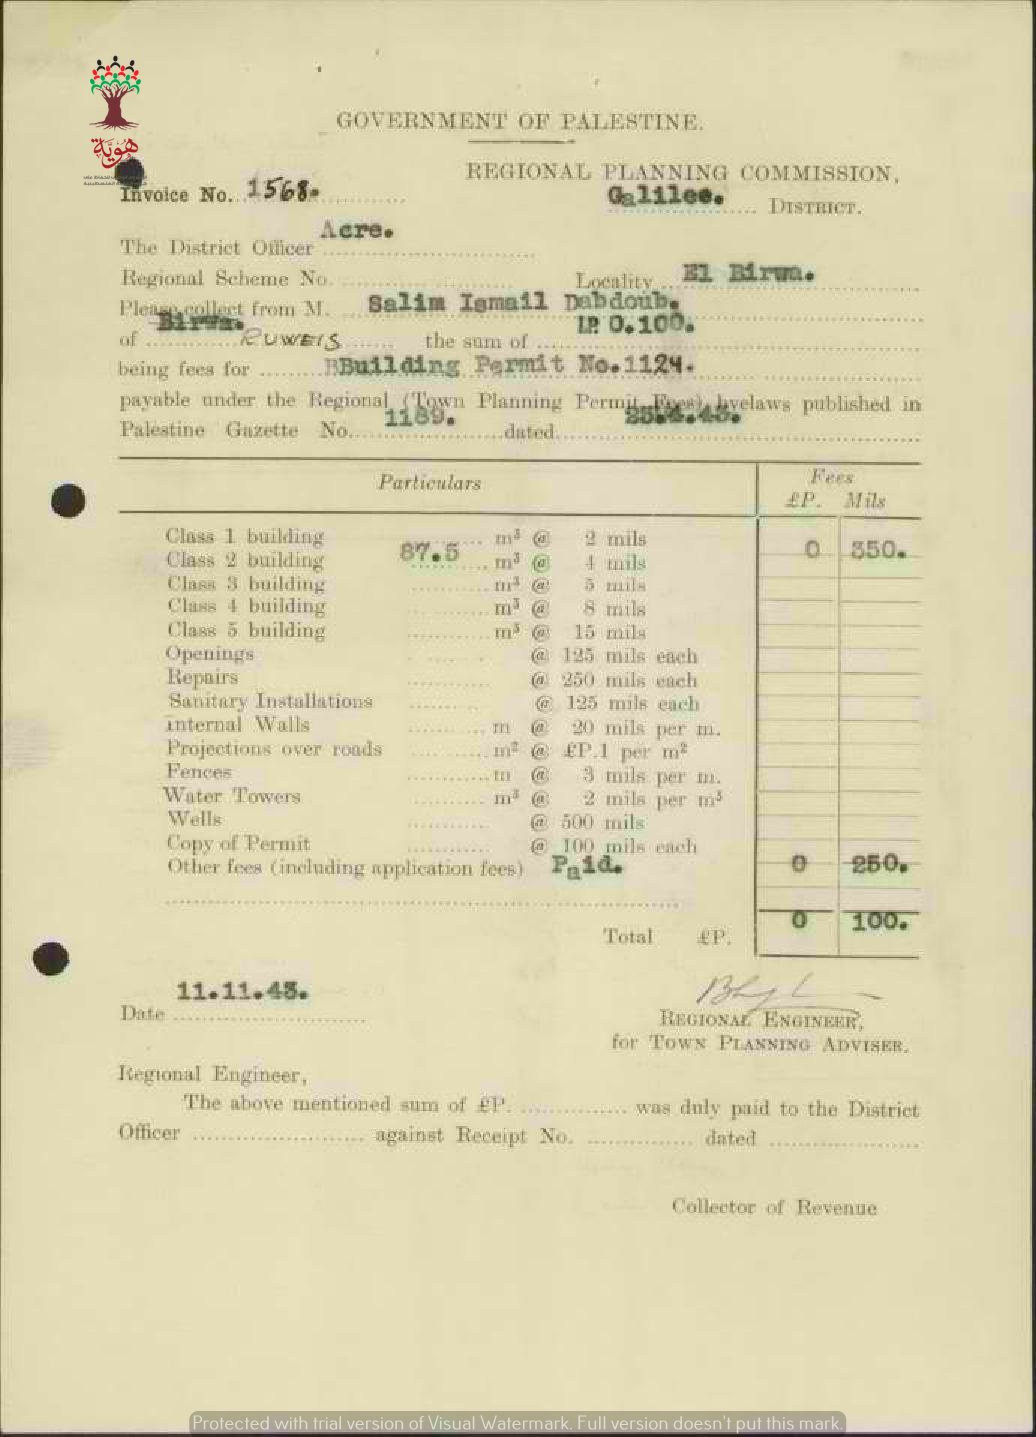 هويّة
GOVERNMENT OF PALESTINE.
REGIONAL PLANNING COMMISSION,
Invoice No. 1568.
Galilee. DISTRICT.
The District Officer Acre.
Regional Scheme No. Locality El Birwa.
Please collect from M. Salim Ismail Dabdoub.
of Birwa. RUWEIS the sum of LP. 0.100.
being fees for Building Permit No. 1124.
payable under the Regional (Town Planning Permit Fees) byelaws published in
Palestine Gazette No. 1189. dated
Particulars Fees
£P. Mils
Class 1 building m³ @ 2 mils
Class 2 building 87.5 m³ @ 4 mils 0 350.
Class 3 building m³ @ 5 mils
Class 4 building m³ @ 8 mils
Class 5 building m³ @ 15 mils
Openings @ 125 mils each
Repairs @ 250 mils each
Sanitary Installations @ 125 mils each
Internal Walls m @ 20 mils per m.
Projections over roads m² @ £P.1 per m²
Fences m @ 3 mils per m.
Water Towers m³ @ 2 mils per m³
Wells @ 500 mils
Copy of Permit @ 100 mils each
Other fees (including application fees) Paid. 0 250.
Total £P. 0 100.
Date 11.11.43.
REGIONAL ENGINEER,
for TOWN PLANNING ADVISER.
Regional Engineer,
The above mentioned sum of £P. was duly paid to the District
Officer against Receipt No. dated
Collector of Revenue
Protected with trial version of Visual Watermark. Full version doesn't put this mark.